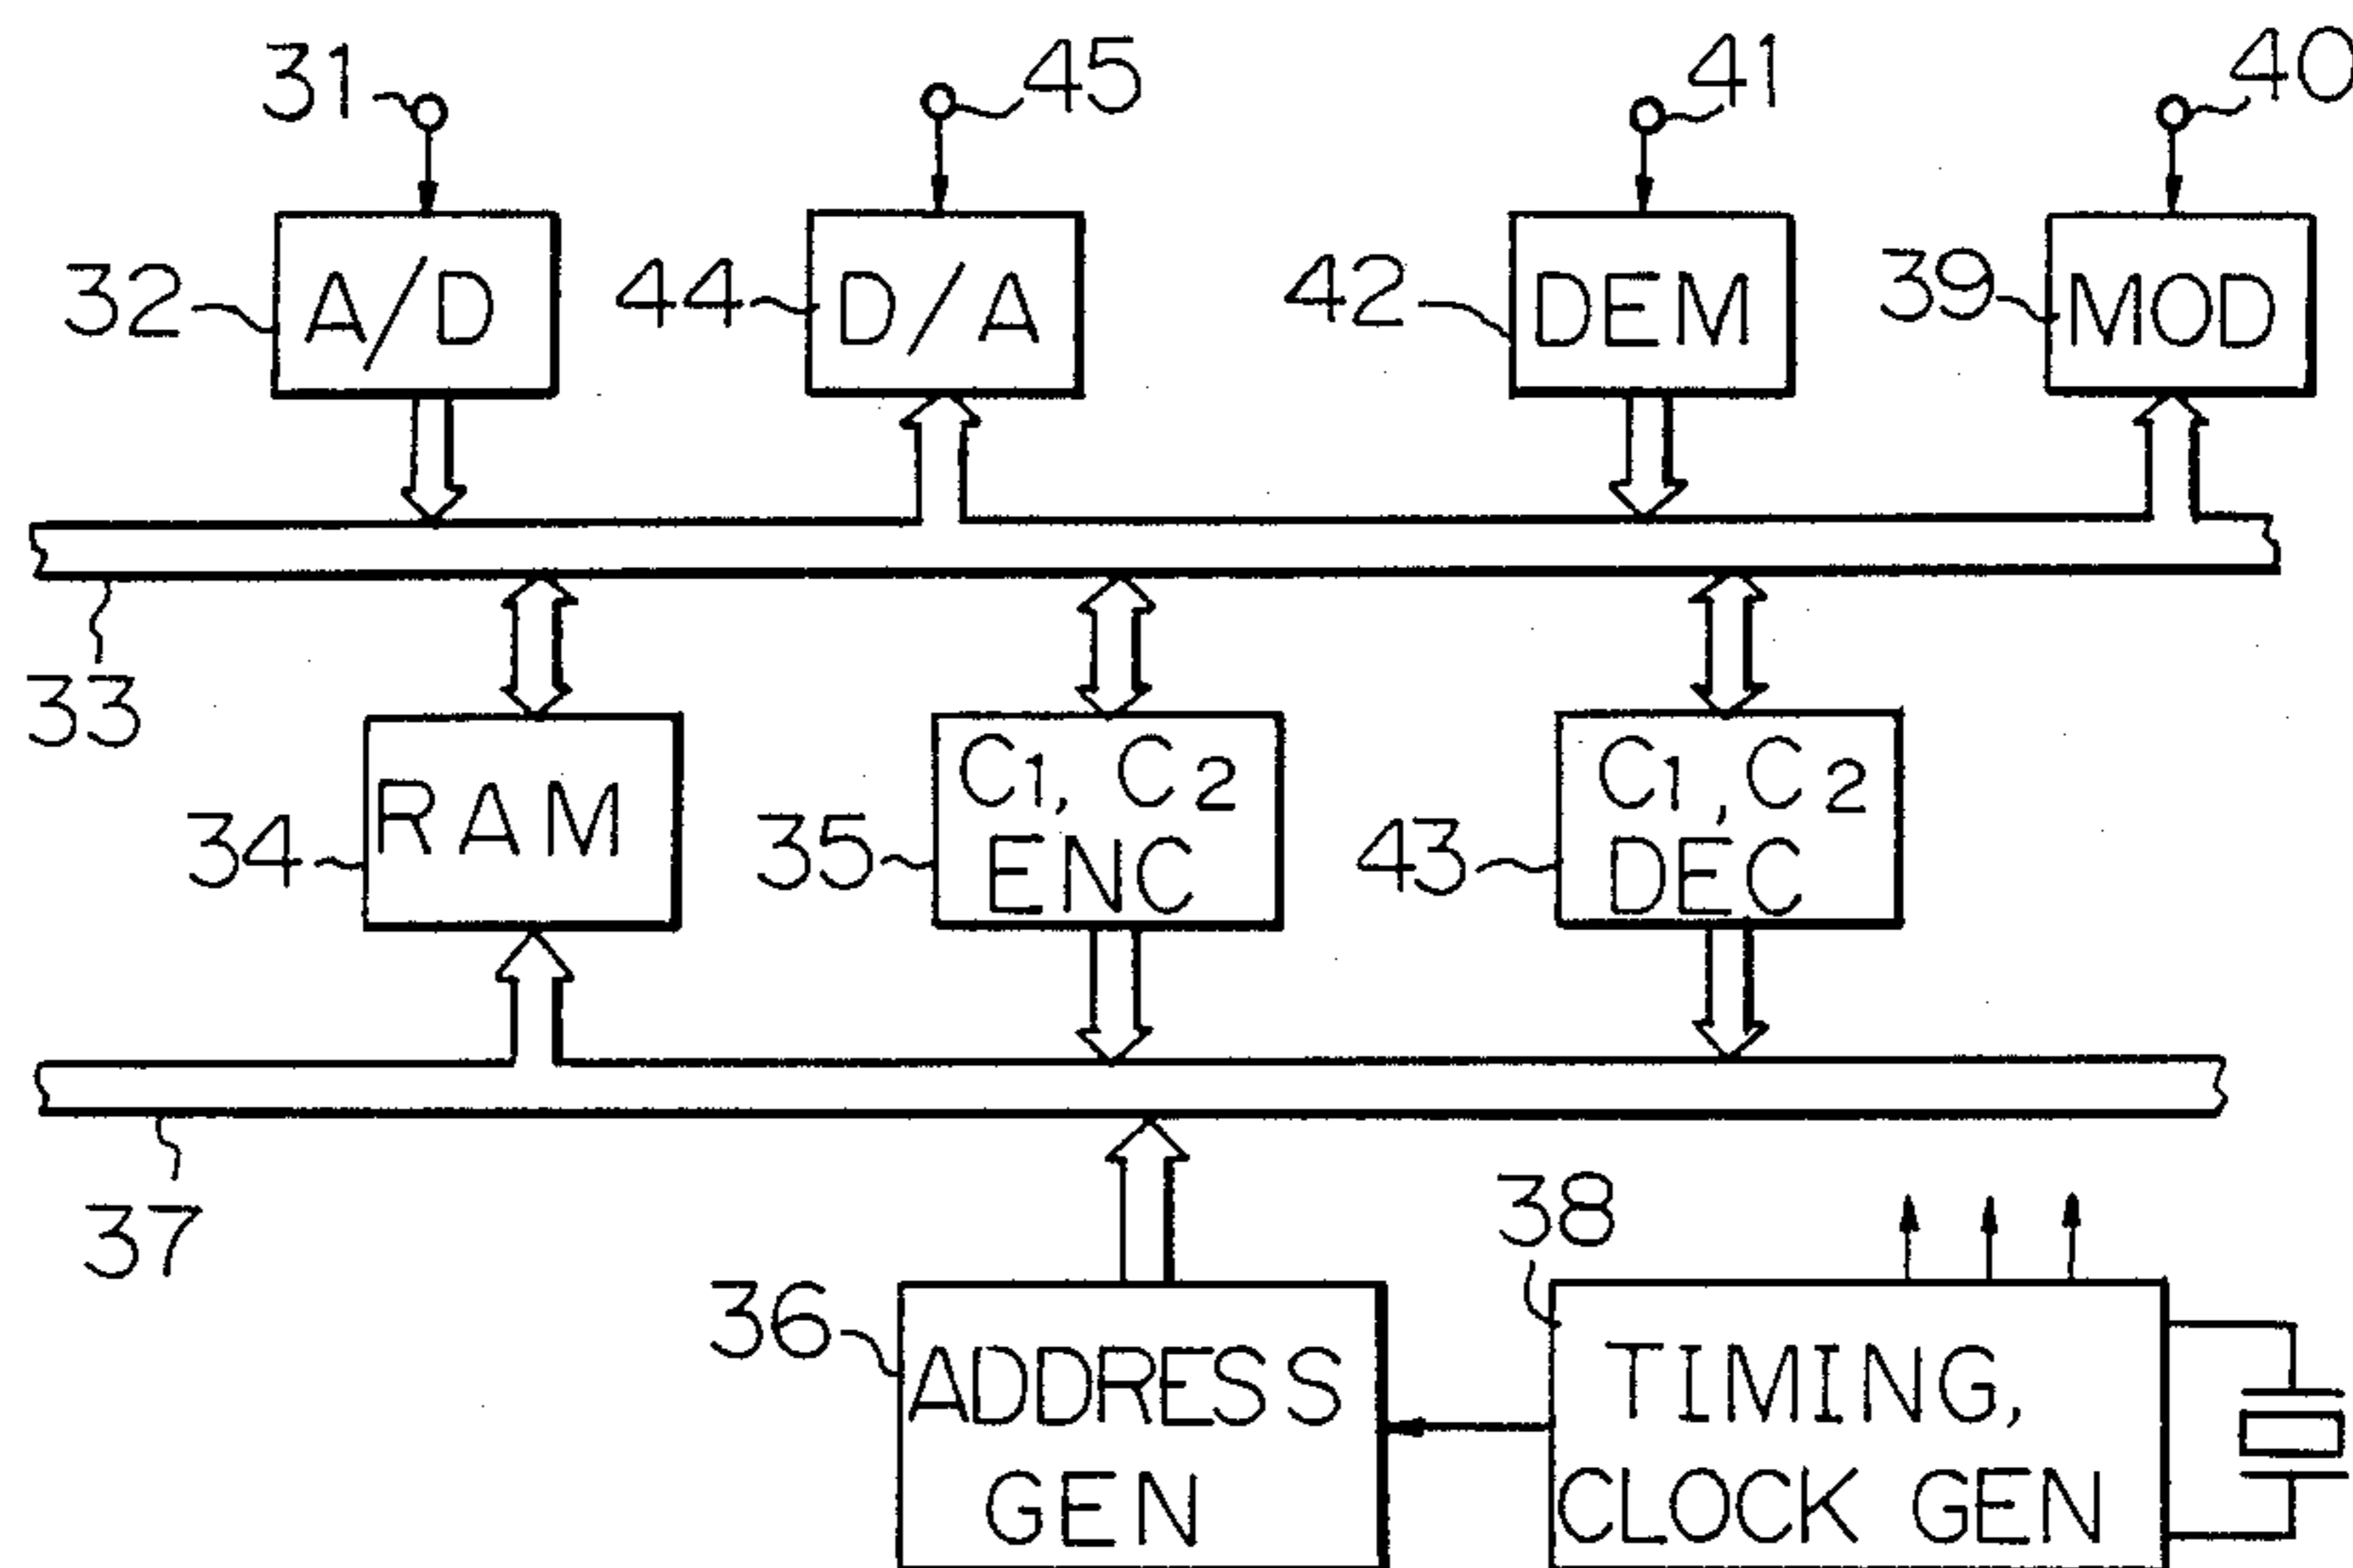 31
45
41
40
32
A/D
44
D/A
42
DEM
39
MOD
33
34
RAM
35
C1, C2
ENC
43
C1, C2
DEC
37
36
ADDRESS
GEN
38
TIMING,
CLOCK GEN